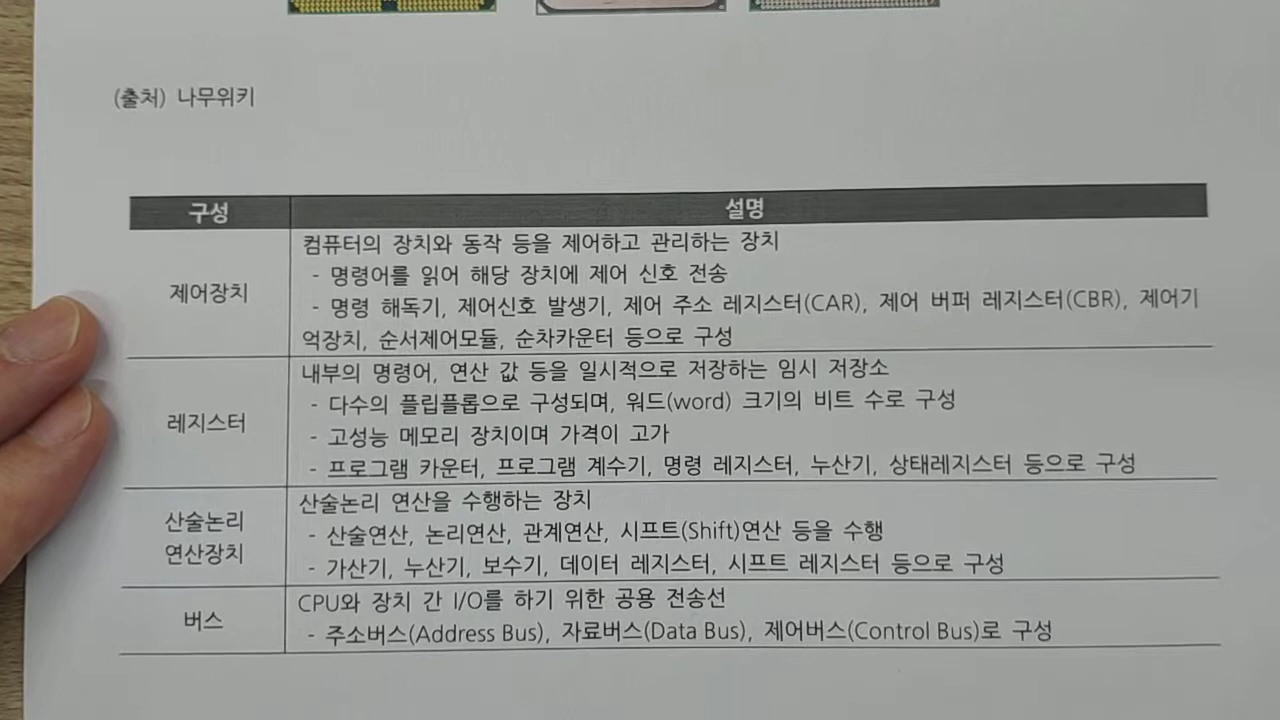 (출처) 나무위키
구성 설명
제어장치
컴퓨터의 장치와 동작 등을 제어하고 관리하는 장치
- 명령어를 읽어 해당 장치에 제어 신호 전송
- 명령 해독기, 제어신호 발생기, 제어 주소 레지스터(CAR), 제어 버퍼 레지스터(CBR), 제어기
억장치, 순서제어모듈, 순차카운터 등으로 구성
레지스터
내부의 명령어, 연산 값 등을 일시적으로 저장하는 임시 저장소
- 다수의 플립플롭으로 구성되며, 워드(word) 크기의 비트 수로 구성
- 고성능 메모리 장치이며 가격이 고가
- 프로그램 카운터, 프로그램 계수기, 명령 레지스터, 누산기, 상태레지스터 등으로 구성
산술논리
연산장치
산술논리 연산을 수행하는 장치
- 산술연산, 논리연산, 관계연산, 시프트(Shift)연산 등을 수행
- 가산기, 누산기, 보수기, 데이터 레지스터, 시프트 레지스터 등으로 구성
버스
CPU와 장치 간 I/O를 하기 위한 공용 전송선
- 주소버스(Address Bus), 자료버스(Data Bus), 제어버스(Control Bus)로 구성